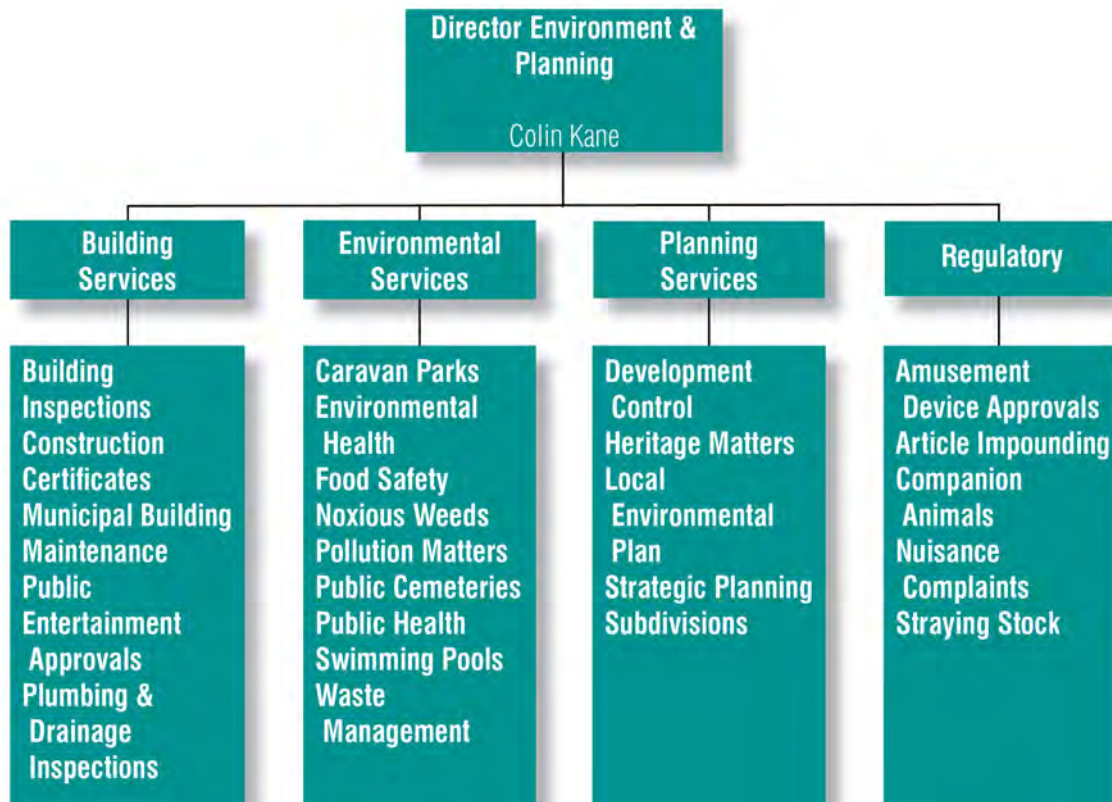 Director Environment &
Planning
Colin Kane
Building
Services
Environmental
Services
Planning
Services
Regulatory
Building
Inspections
Construction
Certificates
Municipal Building
Maintenance
Public
Entertainment
Approvals
Plumbing &
Drainage
Inspections
Caravan Parks
Environmental
Health
Food Safety
Noxious Weeds
Pollution Matters
Public Cemeteries
Public Health
Swimming Pools
Waste
Management
Development
Control
Heritage Matters
Local
Environmental
Plan
Strategic Planning
Subdivisions
Amusement
Device Approvals
Article Impounding
Companion
Animals
Nuisance
Complaints
Straying Stock